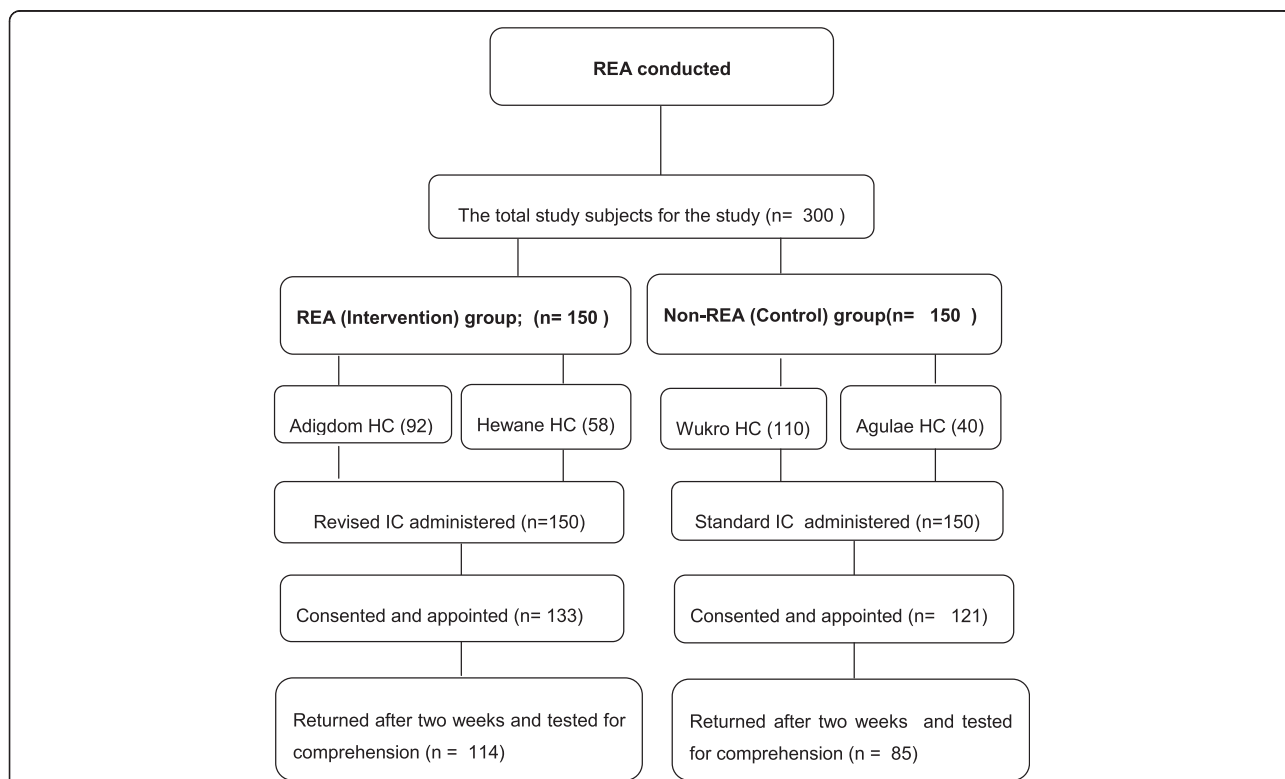 REA conducted
The total study subjects for the study (n= 300 )
REA (Intervention) group; (n= 150 )
Non-REA (Control) group(n= 150 )
Adigdom HC (92)
Hewane HC (58)
Wukro HC (110)
Agulae HC (40)
Revised IC administered (n=150)
Standard IC administered (n=150)
Consented and appointed (n= 133)
Consented and appointed (n= 121)
Returned after two weeks and tested for
comprehension (n = 114)
Returned after two weeks and tested
for comprehension (n = 85)